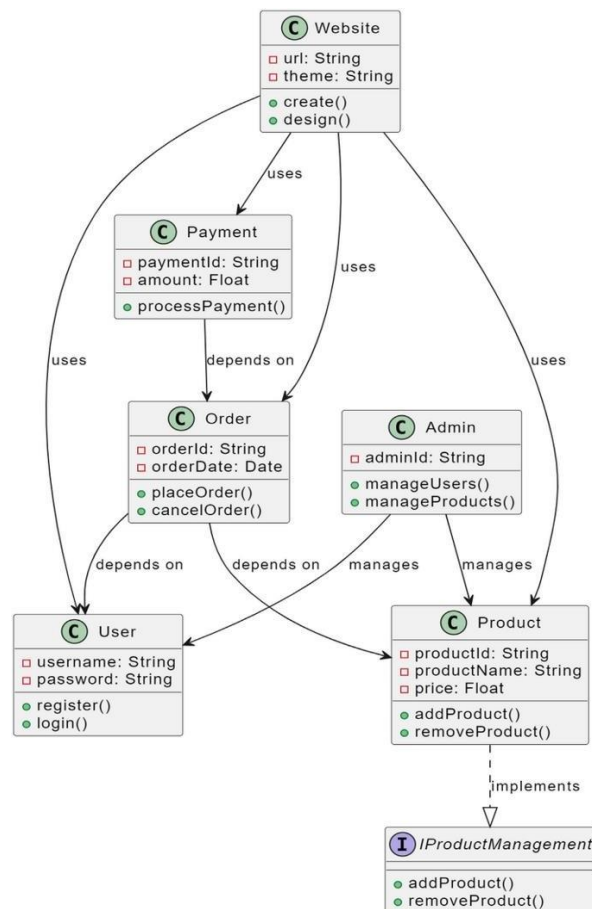 C Website
url: String
theme: String
create()
design()
uses
C Payment
paymentId: String
amount: Float
processPayment()
uses
uses
depends on
uses
C Order
orderId: String
orderDate: Date
placeOrder()
cancelOrder()
C Admin
adminId: String
manageUsers()
manageProducts()
depends on
depends on
manages
manages
C User
username: String
password: String
register()
login()
C Product
productId: String
productName: String
price: Float
addProduct()
removeProduct()
implements
I IProductManagement
addProduct()
removeProduct()